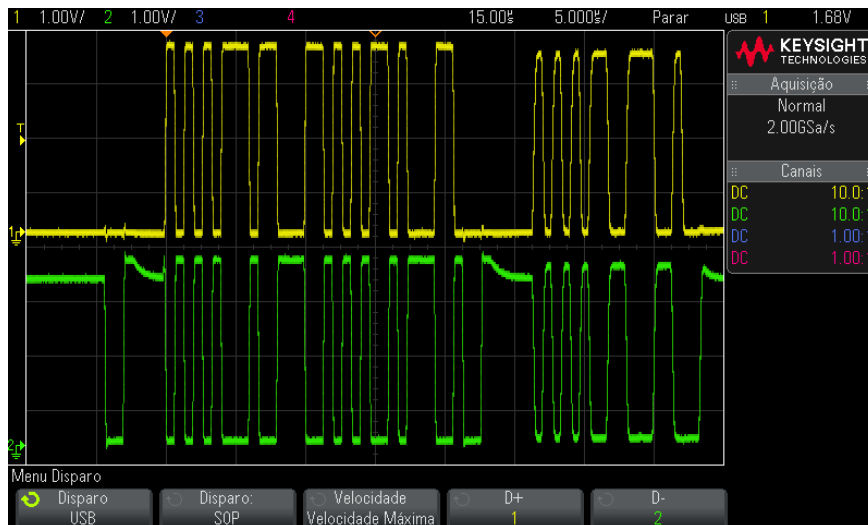 1 1.00V/ 2 1.00V/ 3 4 15.00µs 5.000µs/ Parar USB 1 1.68V
KEYSIGHT
TECHNOLOGIES
Aquisição
Normal
2.00GSa/s
Canais
DC 10.0:
DC 10.0:
DC 1.00:
DC 1.00:
T
1
2
Menu Disparo
Disparo Disparo: Velocidade D+ D-
USB SOP Velocidade Máxima 1 2